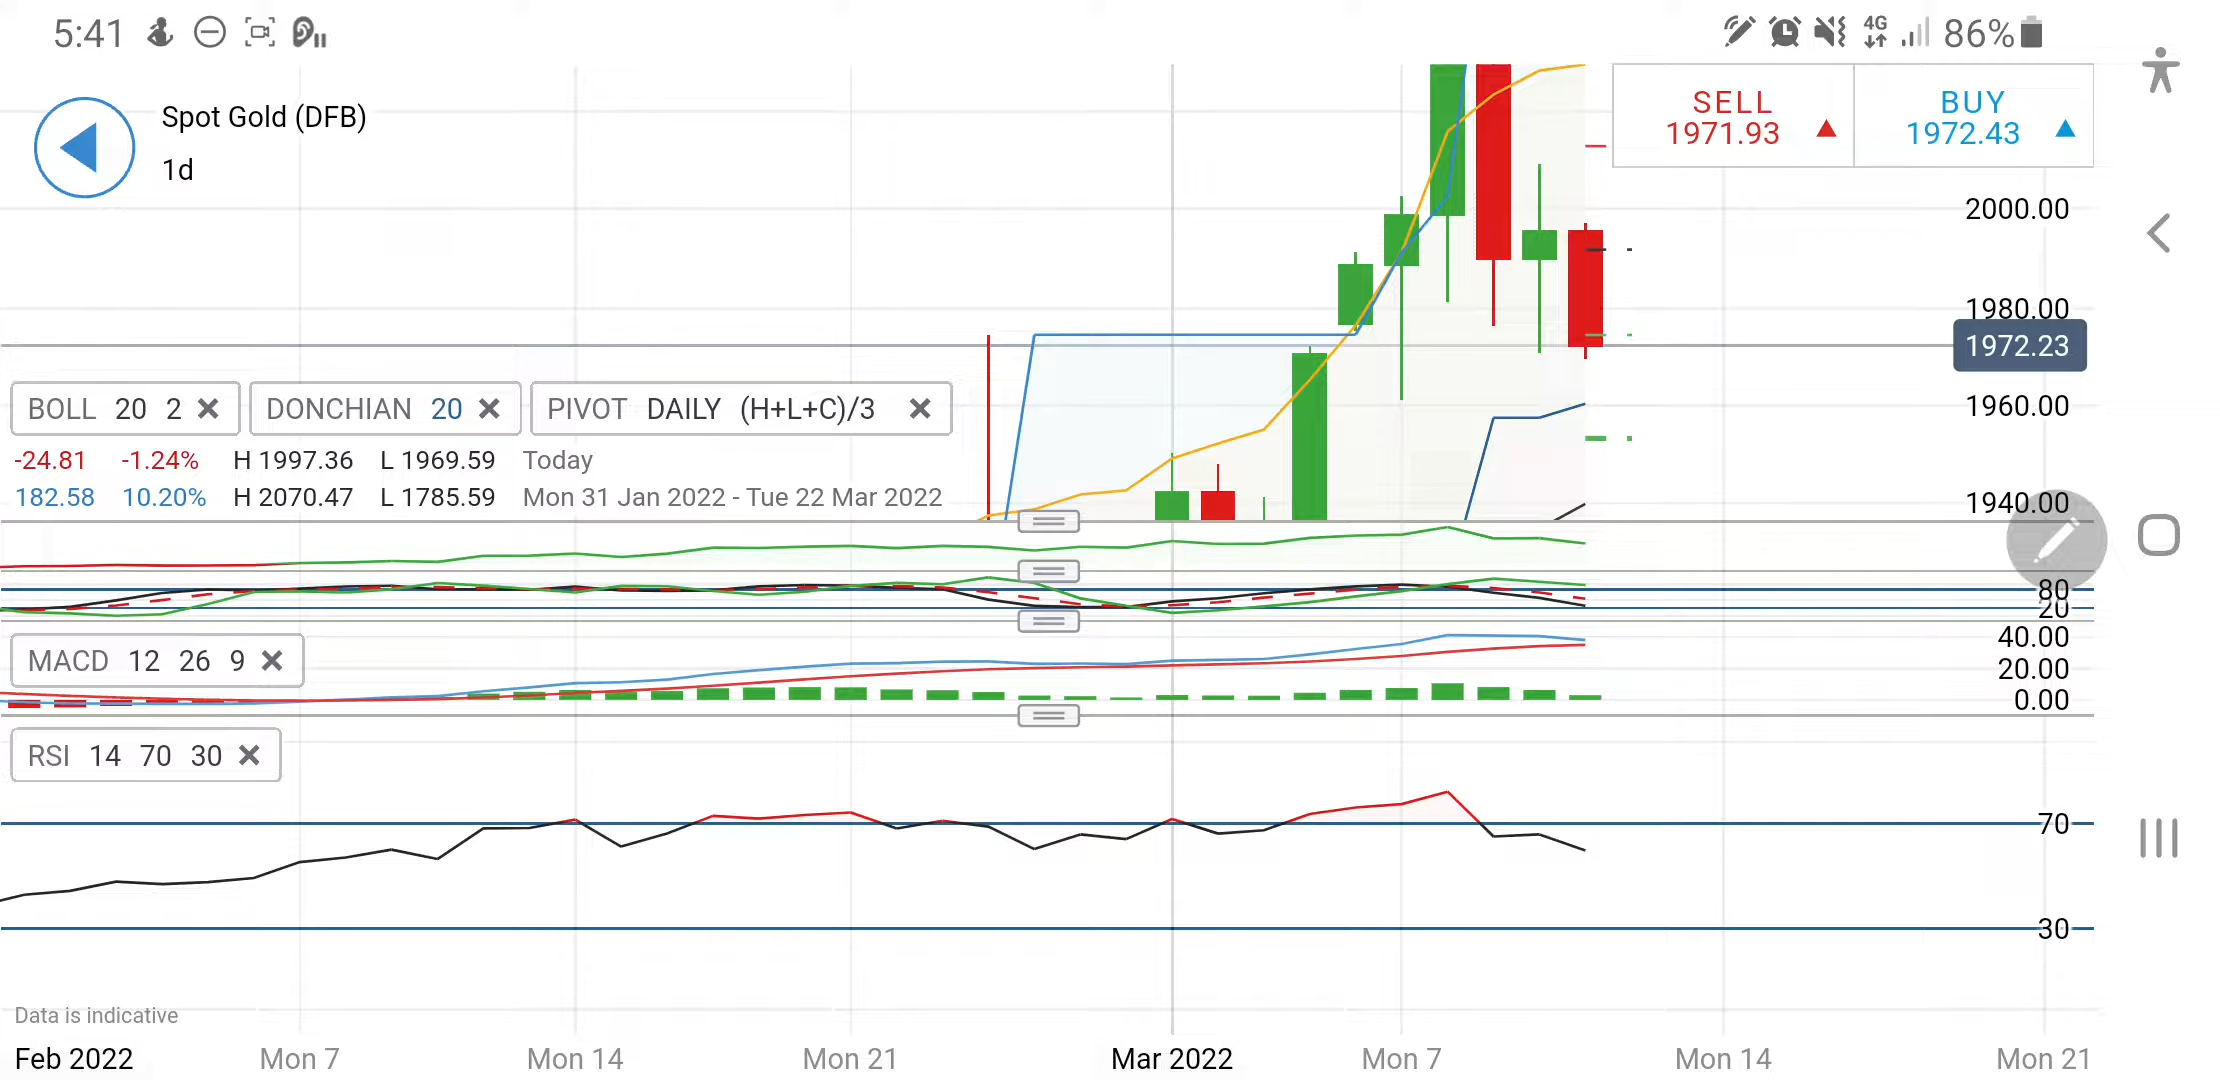 5:41 4G 86%
Spot Gold (DFB)
1d
SELL BUY
1971.93 1972.43
2000.00
1980.00
1972.23
BOLL 20 2 DONCHIAN 20 PIVOT DAILY (H+L+C)/3
1960.00
-24.81 -1.24% H 1997.36 L 1969.59 Today
182.58 10.20% H 2070.47 L 1785.59 Mon 31 Jan 2022 - Tue 22 Mar 2022
1940.00
80
20
40.00
MACD 12 26 9
20.00
0.00
RSI 14 70 30
70
30
Data is indicative
Feb 2022 Mon 7 Mon 14 Mon 21 Mar 2022 Mon 7 Mon 14 Mon 21